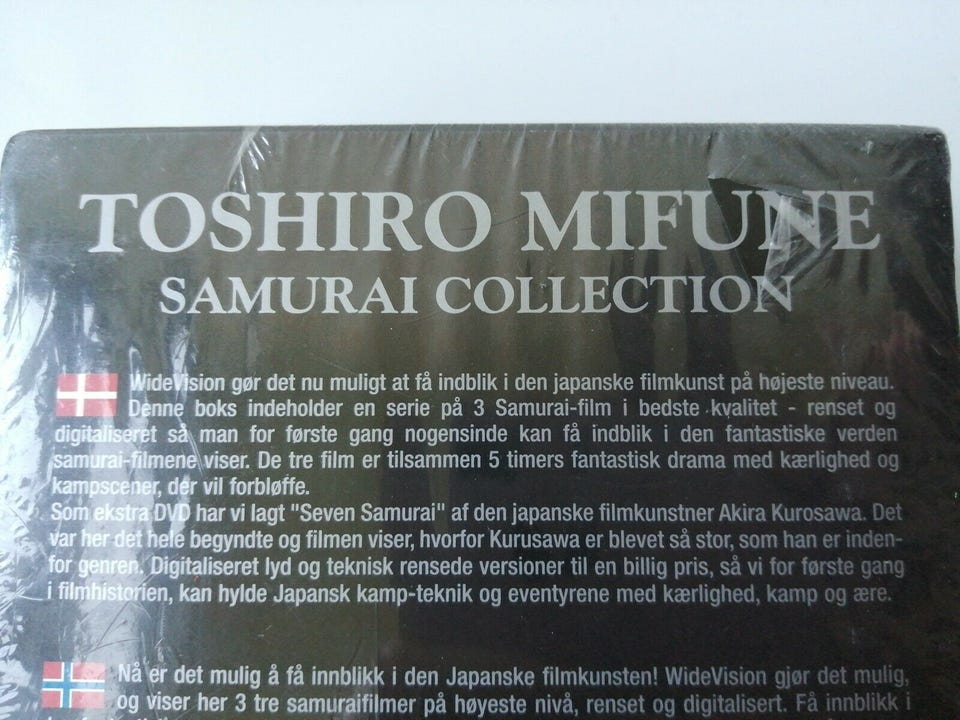 TOSHIRO MIFUNE
SAMURAI COLLECTION
WideVision gør det nu muligt at få indblik i den japanske filmkunst på højeste niveau.
Denne boks indeholder en serie på 3 Samurai-film i bedste kvalitet - renset og
digitaliseret så man for første gang nogensinde kan få indblik i den fantastiske verden
samurai-filmene viser. De tre film er tilsammen 5 timers fantastisk drama med kærlighed og
kampscener, der vil forbløffe.
Som ekstra DVD har vi lagt "Seven Samurai" af den japanske filmkunstner Akira Kurosawa. Det
var her det hele begyndte og filmen viser, hvorfor Kurusawa er blevet så stor, som han er inden-
for genren. Digitaliseret lyd og teknisk rensede versioner til en billig pris, så vi for første gang
i filmhistorien, kan hylde Japansk kamp-teknik og eventyrene med kærlighed, kamp og ære.
Nå er det mulig å få innblikk i den Japanske filmkunsten! WideVision gjør det mulig,
og viser her 3 tre samuraifilmer på høyeste nivå, renset og digitalisert. Få innblikk i